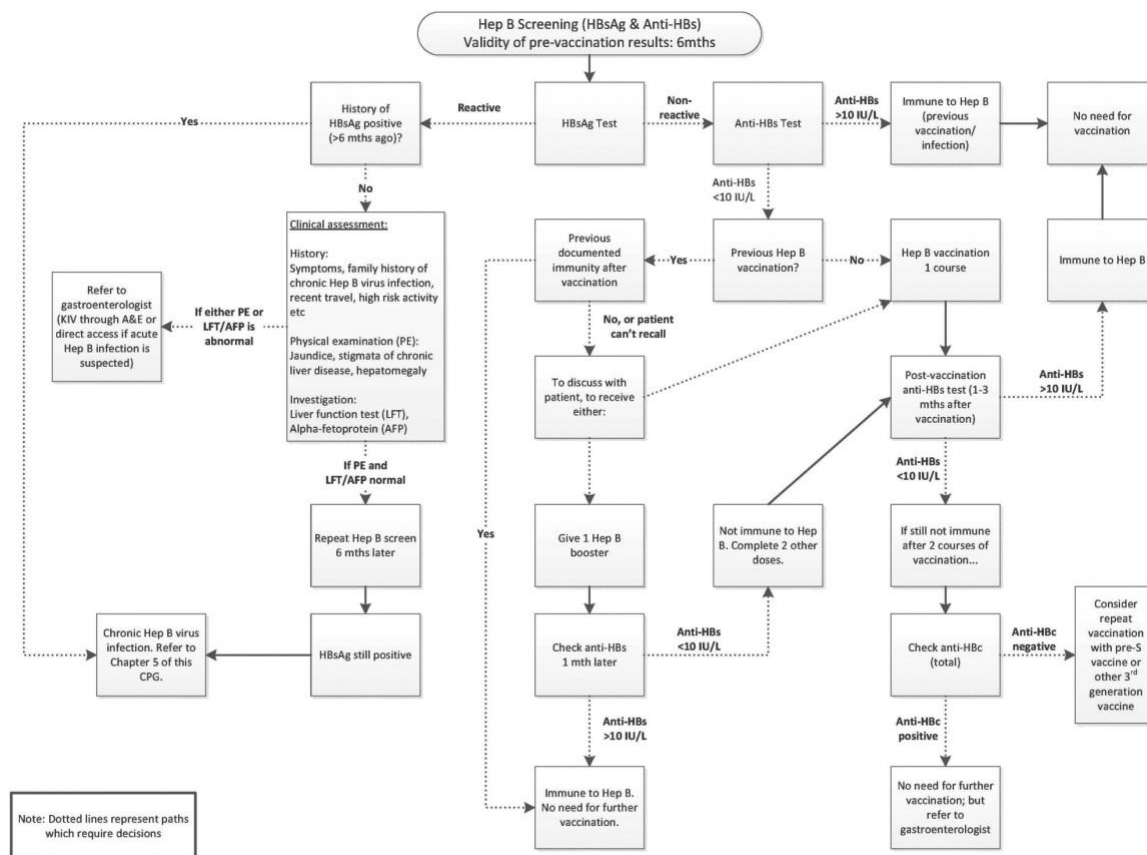 Hep B Screening (HBsAg & Anti-HBs)
Validity of pre-vaccination results: 6mths
Yes
History of
HBsAg positive
(>6 mths ago)?
Reactive
HBsAg Test
Non-
reactive
Anti-HBs Test
Anti-HBs
>10 IU/L
Immune to Hep B
(previous
vaccination/
infection)
No need for
vaccination
No
Anti-HBs
<10 IU/L
Clinical assessment:
History:
Symptoms, family history of
chronic Hep B virus infection,
recent travel, high risk activity
etc
Physical examination (PE):
Jaundice, stigmata of chronic
liver disease, hepatomegaly
Investigation:
Liver function test (LFT),
Alpha-fetoprotein (AFP)
Previous
documented
immunity after
vaccination
Yes
Previous Hep B
vaccination?
No
Hep B vaccination
1 course
Immune to Hep B
Refer to
gastroenterologist
(KIV through A&E or
direct access if acute
Hep B infection is
suspected)
If either PE or
LFT/AFP is
abnormal
No, or patient
can't recall
To discuss with
patient, to receive
either:
Post-vaccination
anti-HBs test (1-3
mths after
vaccination)
Anti-HBs
>10 IU/L
If PE and
LFT/AFP normal
Anti-HBs
<10 IU/L
Repeat Hep B screen
6 mths later
Yes
Give 1 Hep B
booster
Not immune to Hep
B. Complete 2 other
doses.
If still not immune
after 2 courses of
vaccination...
Chronic Hep B virus
infection. Refer to
Chapter 5 of this
CPG.
HBsAg still positive
Check anti-HBs
1 mth later
Anti-HBs
<10 IU/L
Check anti-HBc
(total)
Anti-HBc
negative
Consider
repeat
vaccination
with pre-S
vaccine or
other 3rd
generation
vaccine
Anti-HBs
>10 IU/L
Anti-HBc
positive
Immune to Hep B.
No need for further
vaccination.
No need for further
vaccination; but
refer to
gastroenterologist
Note: Dotted lines represent paths
which require decisions